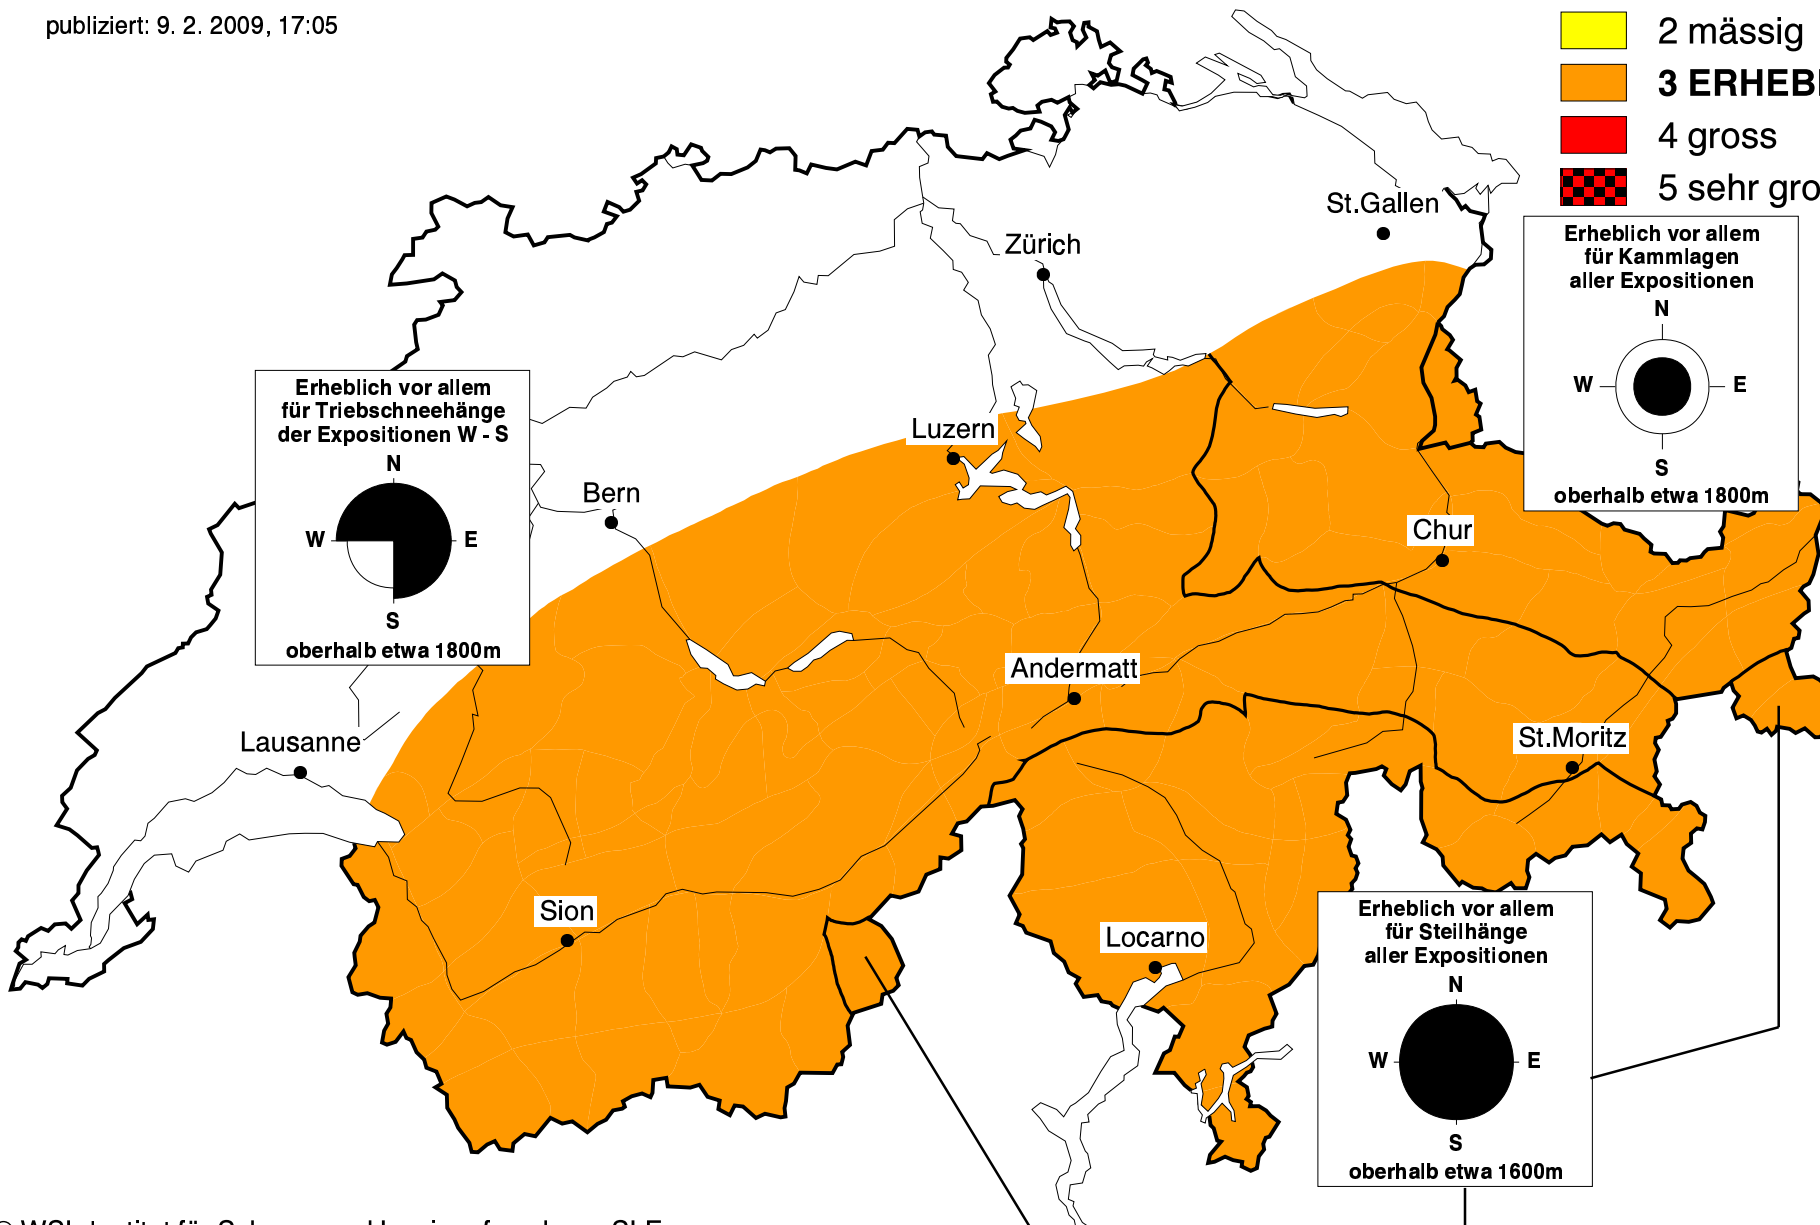 publiziert: 9. 2. 2009, 17:05
2 mässig
3
4 gross
5 sehr
St.Gallen
Zürich
Erheblich vor allem
für Kammlagen
aller Expositionen
N
W E
S
oberhalb etwa 1800m
Erheblich vor allem
für Triebschneehänge
der Expositionen W - S
N
W E
S
oberhalb etwa 1800m
Luzern
Bern
Chur
Andermatt
Lausanne
St.Moritz
Sion
Locarno
Erheblich vor allem
für Steilhänge
aller Expositionen
N
W E
S
oberhalb etwa 1600m